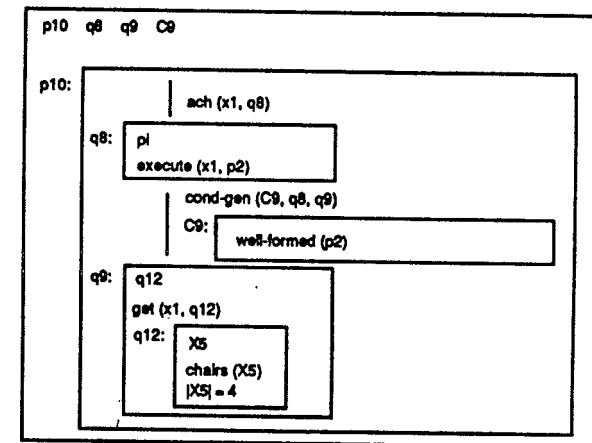 p10 q8 q9 C9
p10:
ach (x1, q8)
q8:
pl
execute (x1, p2)
cond-gen (C9, q8, q9)
C9:
well-formed (p2)
q9:
q12
get (x1, q12)
q12:
X5
chairs (X5)
|X5| = 4